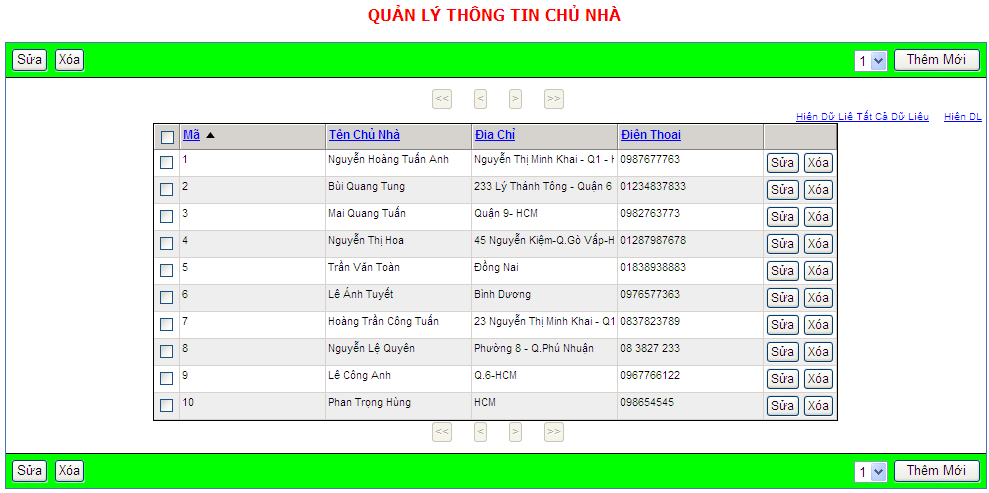 QUẢN LÝ THÔNG TIN CHỦ NHÀ
Sửa Xóa 1 Thêm Mới
<< < > >>
Hiện Dữ Liê Tất Cả Dữ Liêu Hiện DL
Mã Tên Chủ Nhà Địa Chỉ Điện Thoại
1 Nguyễn Hoàng Tuấn Anh Nguyễn Thị Minh Khai - Q1 - H 0987677763 Sửa Xóa
2 Bùi Quang Tung 233 Lý Thánh Tông - Quận 6 01234837833 Sửa Xóa
3 Mai Quang Tuấn Quận 9- HCM 0982763773 Sửa Xóa
4 Nguyễn Thị Hoa 45 Nguyễn Kiệm-Q.Gò Vấp-H 01287987678 Sửa Xóa
5 Trần Văn Toàn Đồng Nai 01838938883 Sửa Xóa
6 Lê Ánh Tuyết Bình Dương 0976577363 Sửa Xóa
7 Hoàng Trần Công Tuấn 23 Nguyễn Thị Minh Khai - Q1 0837823789 Sửa Xóa
8 Nguyễn Lệ Quyên Phường 8 - Q.Phú Nhuận 08 3827 233 Sửa Xóa
9 Lê Công Anh Q.6-HCM 0967766122 Sửa Xóa
10 Phan Trọng Hùng HCM 098654545 Sửa Xóa
<< < > >>
Sửa Xóa 1 Thêm Mới